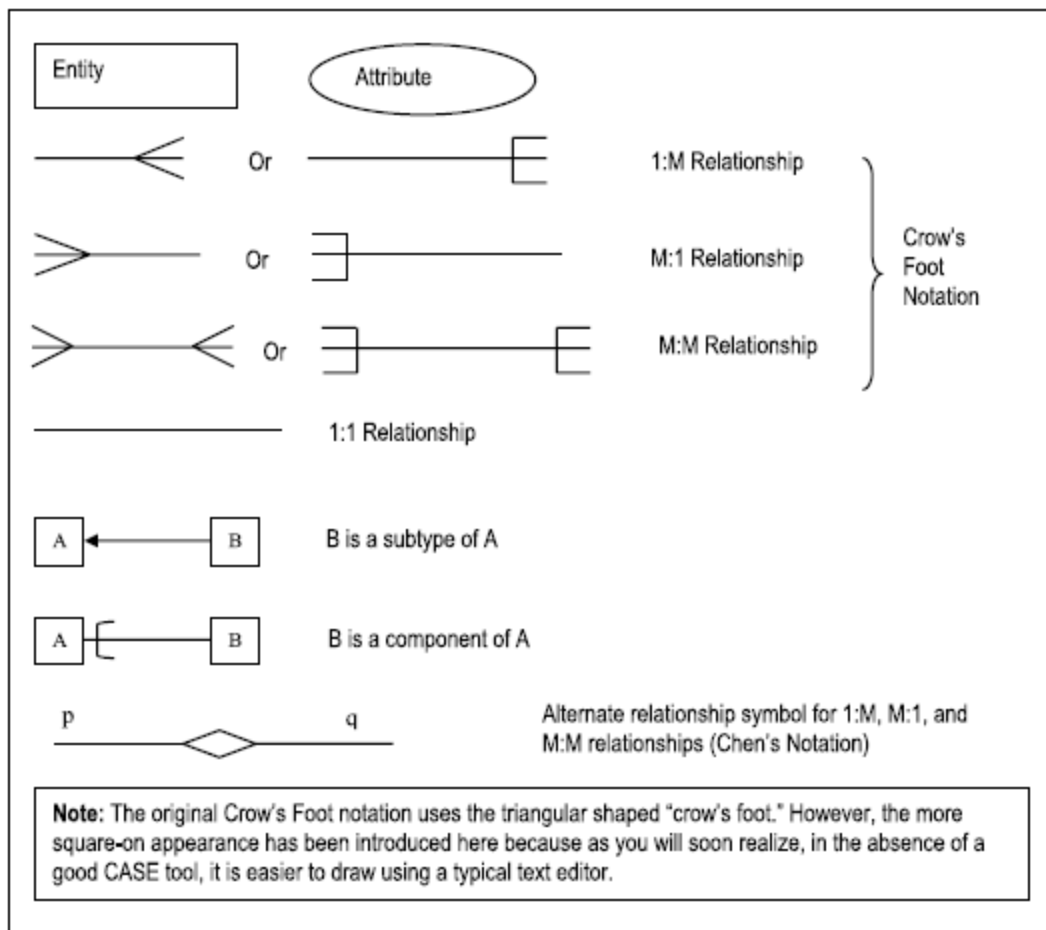 Entity
Attribute
Or
1:M Relationship
Or
M:1 Relationship
Crow's
Foot
Notation
Or
M:M Relationship
1:1 Relationship
A
B
B is a subtype of A
A
B
B is a component of A
p
q
Alternate relationship symbol for 1:M, M:1, and
M:M relationships (Chen's Notation)
Note: The original Crow's Foot notation uses the triangular shaped “crow's foot.” However, the more
square-on appearance has been introduced here because as you will soon realize, in the absence of a
good CASE tool, it is easier to draw using a typical text editor.